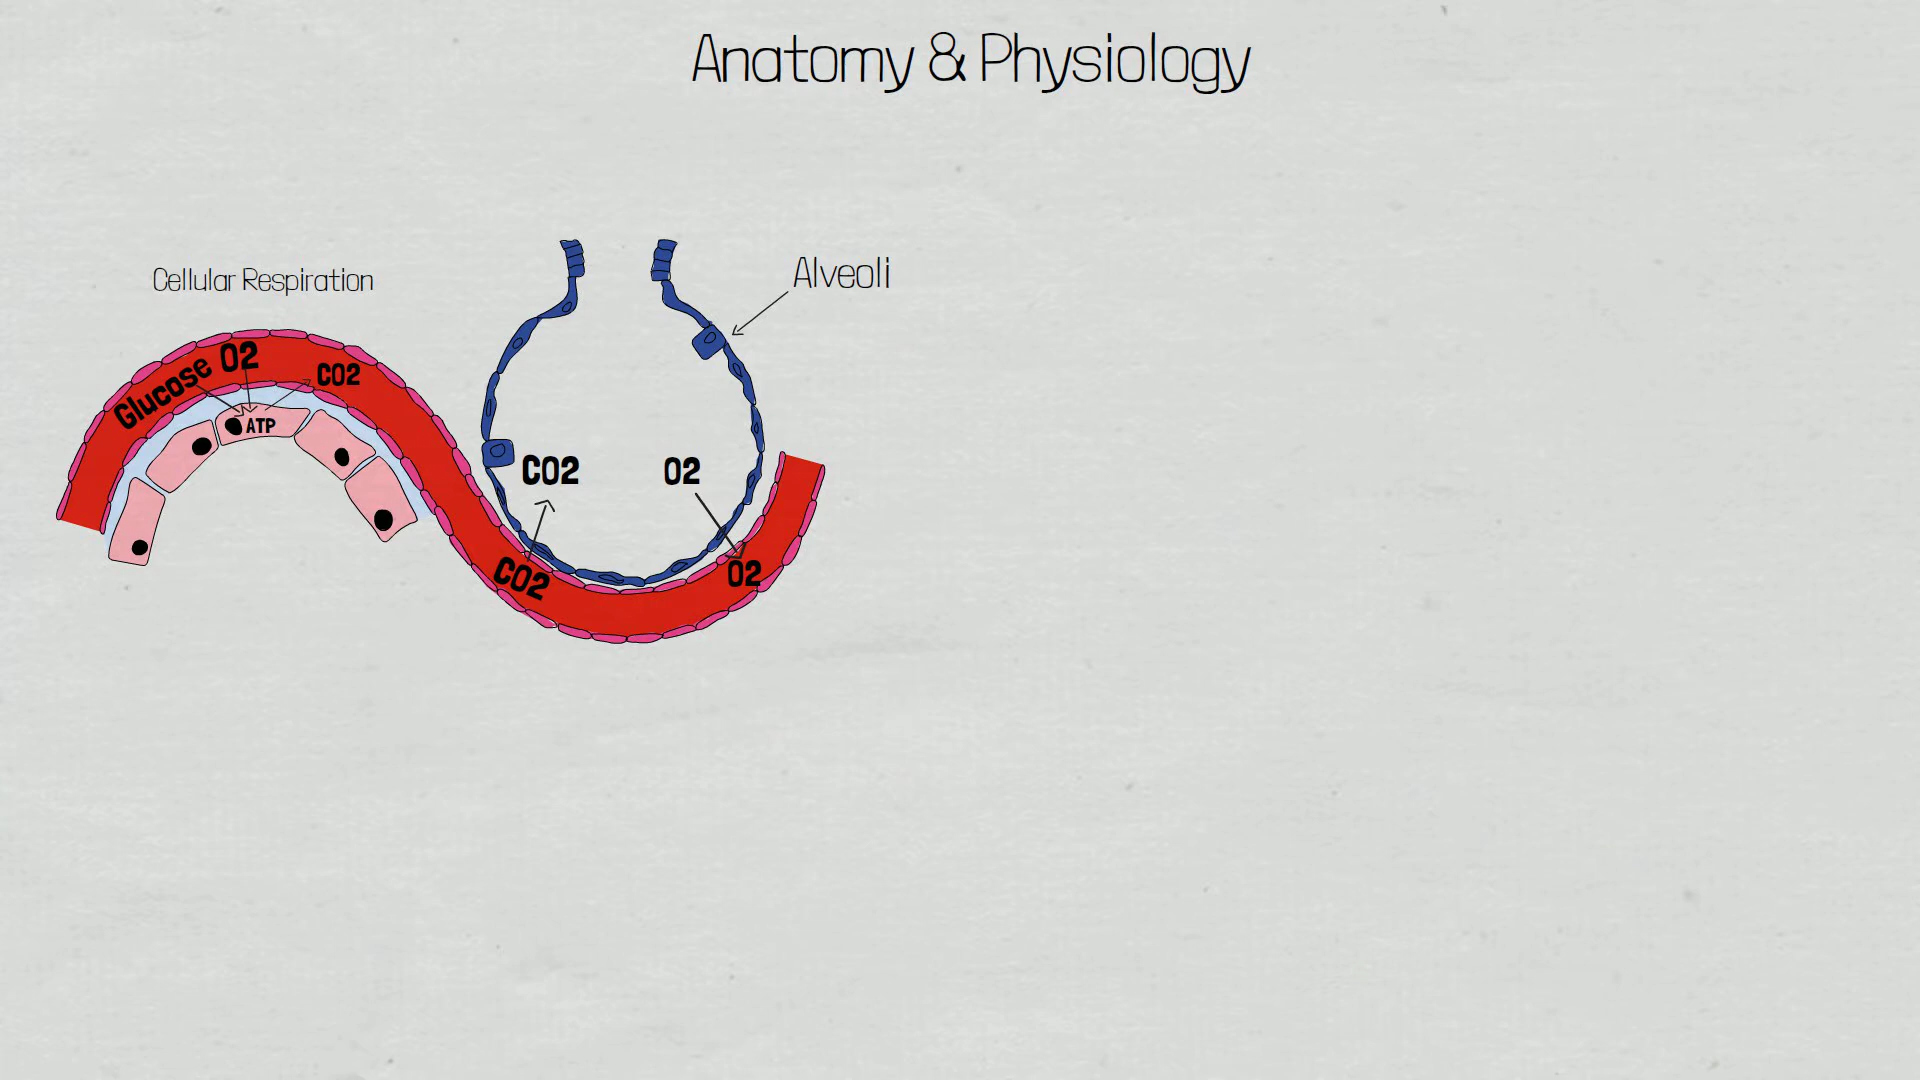 Anatomy & Physiology
Cellular Respiration
Alveoli
Glucose
O2
CO2
ATP
CO2
O2
CO2
O2